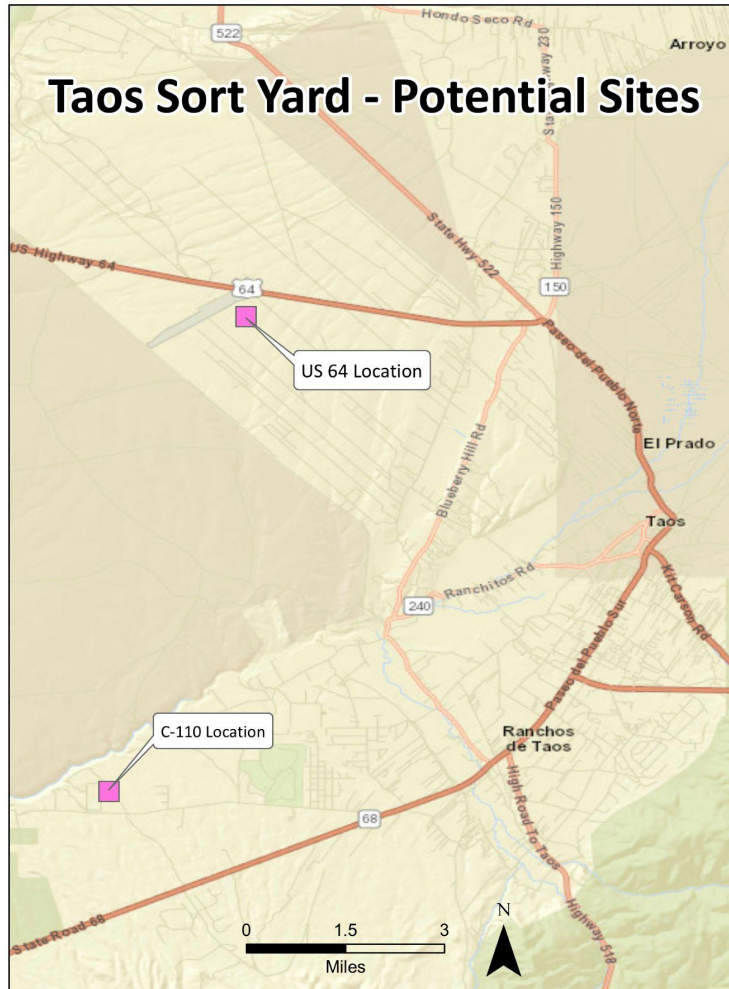 Hondo Seco Rd
522
Arroyo
Taos Sort Yard - Potential Sites
Highway 150
State Hwy 522
US Highway 64
64
150
US 64 Location
Paseo del Pueblo Norte
Blueberry Hill Rd
El Prado
Taos
Ranchitos Rd
240
Kit Carson Rd
Paseo del Pueblo Sur
C-110 Location
Ranchos
de Taos
68
High Road To Taos
State Road 68
Highway 518
N
0 1.5 3
Miles